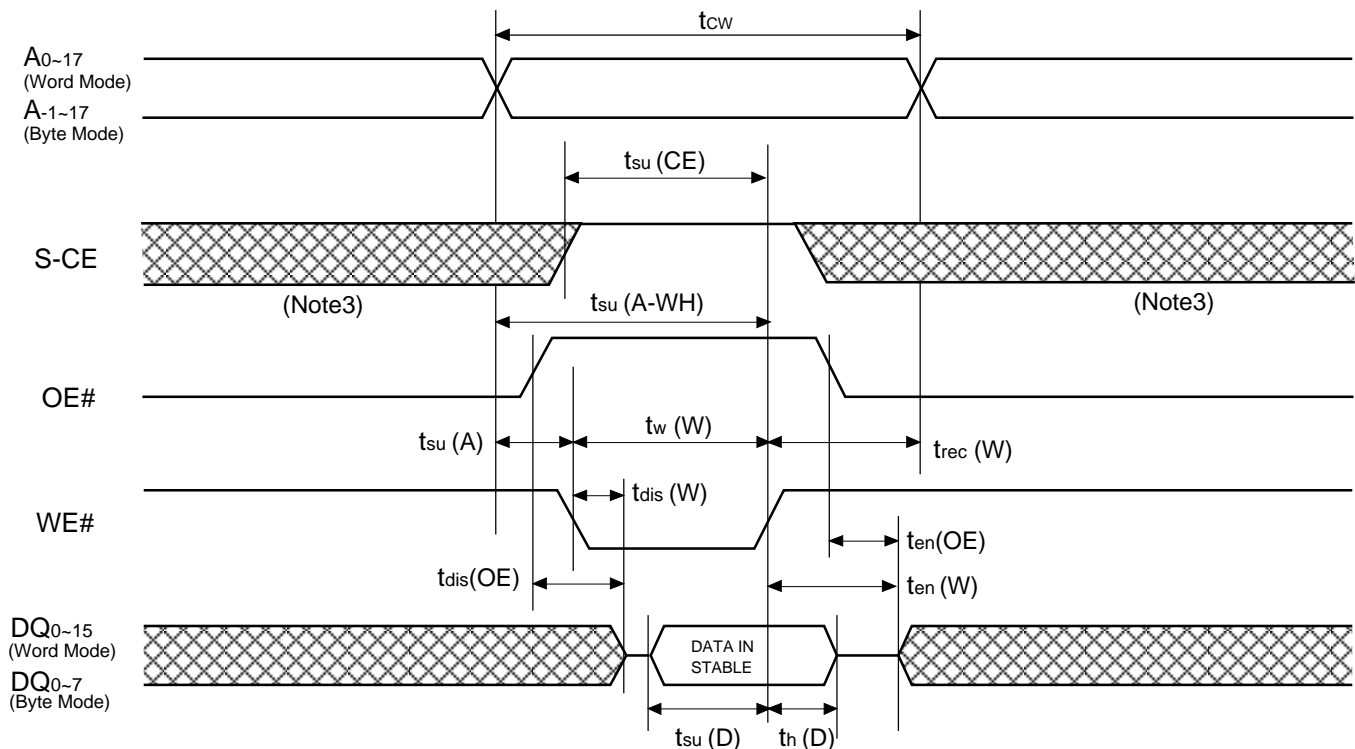 tCW
A0~17
(Word Mode)
A-1~17
(Byte Mode)
tsu (CE)
S-CE
(Note3)
tsu (A-WH)
(Note3)
OE#
tsu (A)
tw (W)
trec (W)
tdis (W)
WE#
ten(OE)
tdis(OE)
ten (W)
DQ0~15
(Word Mode)
DATA IN
STABLE
DQ0~7
(Byte Mode)
tsu (D)
th (D)